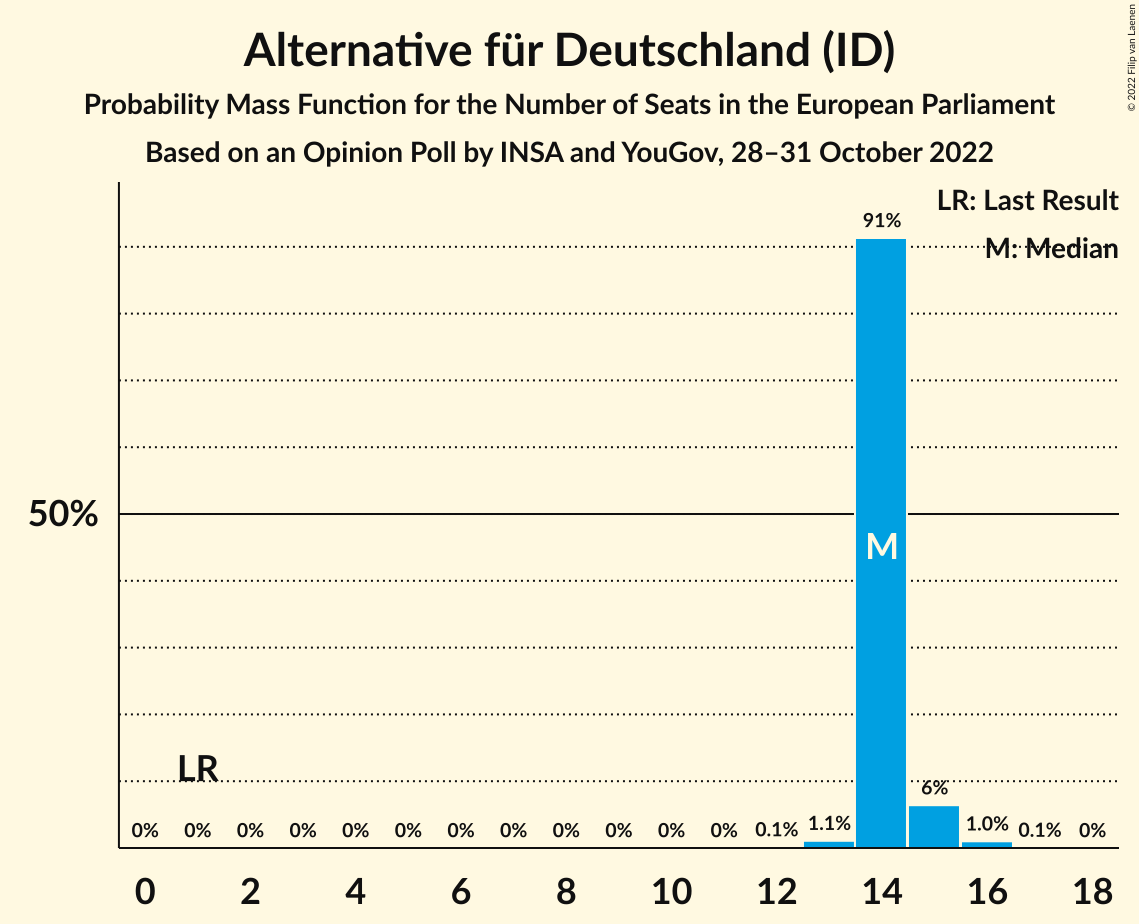 Alternative für Deutschland (ID)
Probability Mass Function for the Number of Seats in the European Parliament
Based on an Opinion Poll by INSA and YouGov, 28–31 October 2022
© 2022 Filip van Laenen
LR: Last Result
M: Median
91%
50%
M
LR
6%
0% 0% 0% 0% 0% 0% 0% 0% 0% 0% 0% 0% 0.1% 1.1% 1.0% 0.1% 0%
0 2 4 6 8 10 12 14 16 18